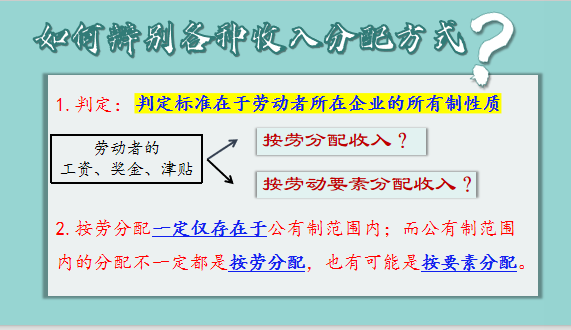 如何辨别各种收入分配方式?
1.判定：判定标准在于劳动者所在企业的所有制性质
劳动者的
工资、奖金、津贴
按劳分配收入？
按劳动要素分配收入？
2.按劳分配一定仅存在于公有制范围内；而公有制范围
内的分配不一定都是按劳分配，也有可能是按要素分配。